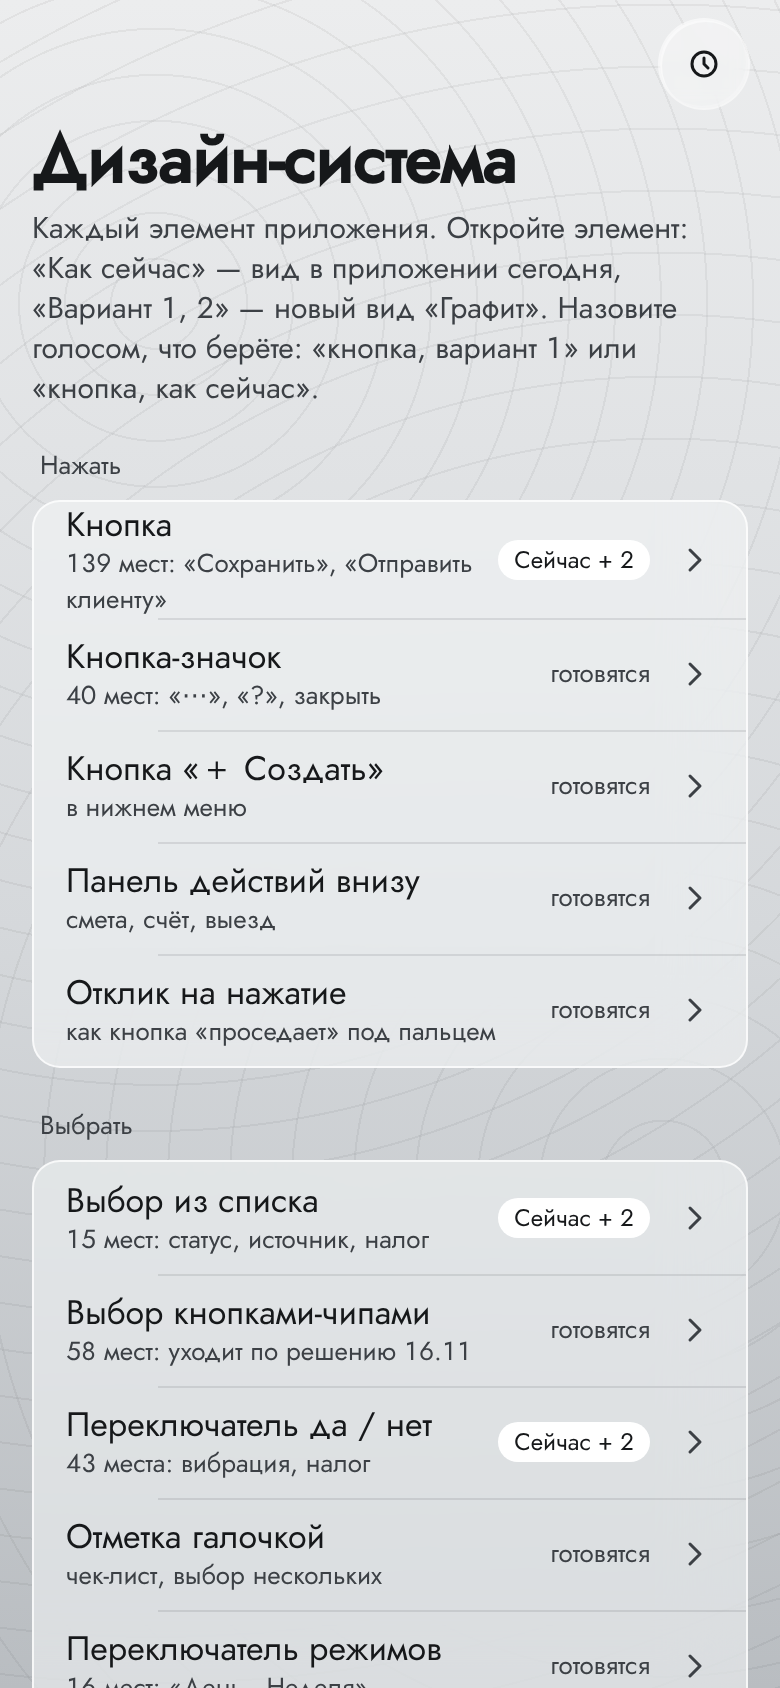 Дизайн-система
Каждый элемент приложения. Откройте элемент:
«Как сейчас» — вид в приложении сегодня,
«Вариант 1, 2» — новый вид «Графит». Назовите
голосом, что берёте: «кнопка, вариант 1» или
«кнопка, как сейчас».
Нажать
Кнопка
139 мест: «Сохранить», «Отправить
клиенту»
Сейчас + 2
Кнопка-значок
40 мест: «···», «?», закрыть
готовятся
Кнопка «+ Создать»
в нижнем меню
готовятся
Панель действий внизу
смета, счёт, выезд
готовятся
Отклик на нажатие
как кнопка «проседает» под пальцем
готовятся
Выбрать
Выбор из списка
15 мест: статус, источник, налог
Сейчас + 2
Выбор кнопками-чипами
58 мест: уходит по решению 16.11
готовятся
Переключатель да / нет
43 места: вибрация, налог
Сейчас + 2
Отметка галочкой
чек-лист, выбор нескольких
готовятся
Переключатель режимов
16 мест: «День · Неделя»
готовятся